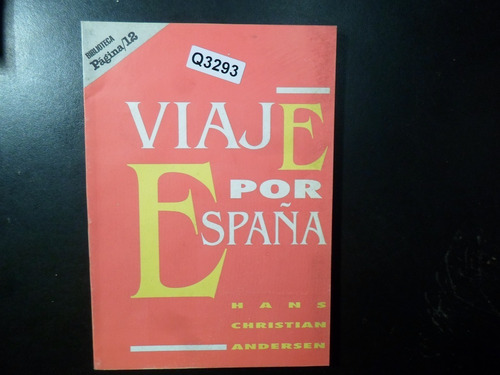 BIBLIOTECA
Página/12
Q3293
VIAJE
POR
ESPAÑA
HANS
CHRISTIAN
ANDERSEN